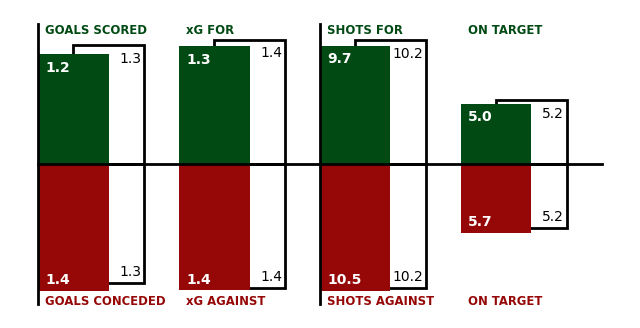 GOALS SCORED xG FOR SHOTS FOR ON TARGET
1.2 1.3 1.3 1.4 9.7 10.2 5.0 5.2
1.4 1.3 1.4 1.4 10.5 10.2 5.7 5.2
GOALS CONCEDED xG AGAINST SHOTS AGAINST ON TARGET